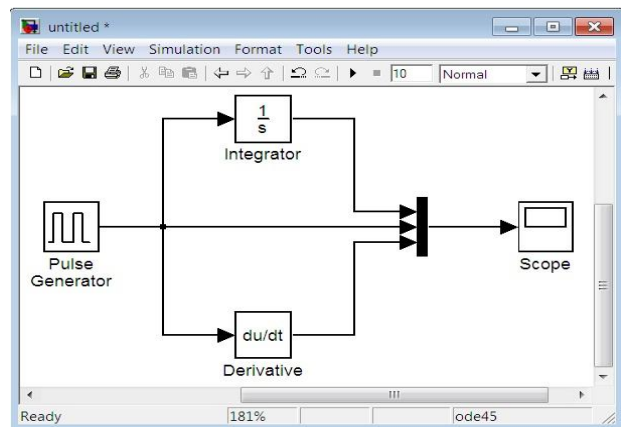 untitled *
File Edit View Simulation Format Tools Help
10 Normal
1
s
Integrator
Pulse
Generator
Scope
du/dt
Derivative
Ready 181% ode45